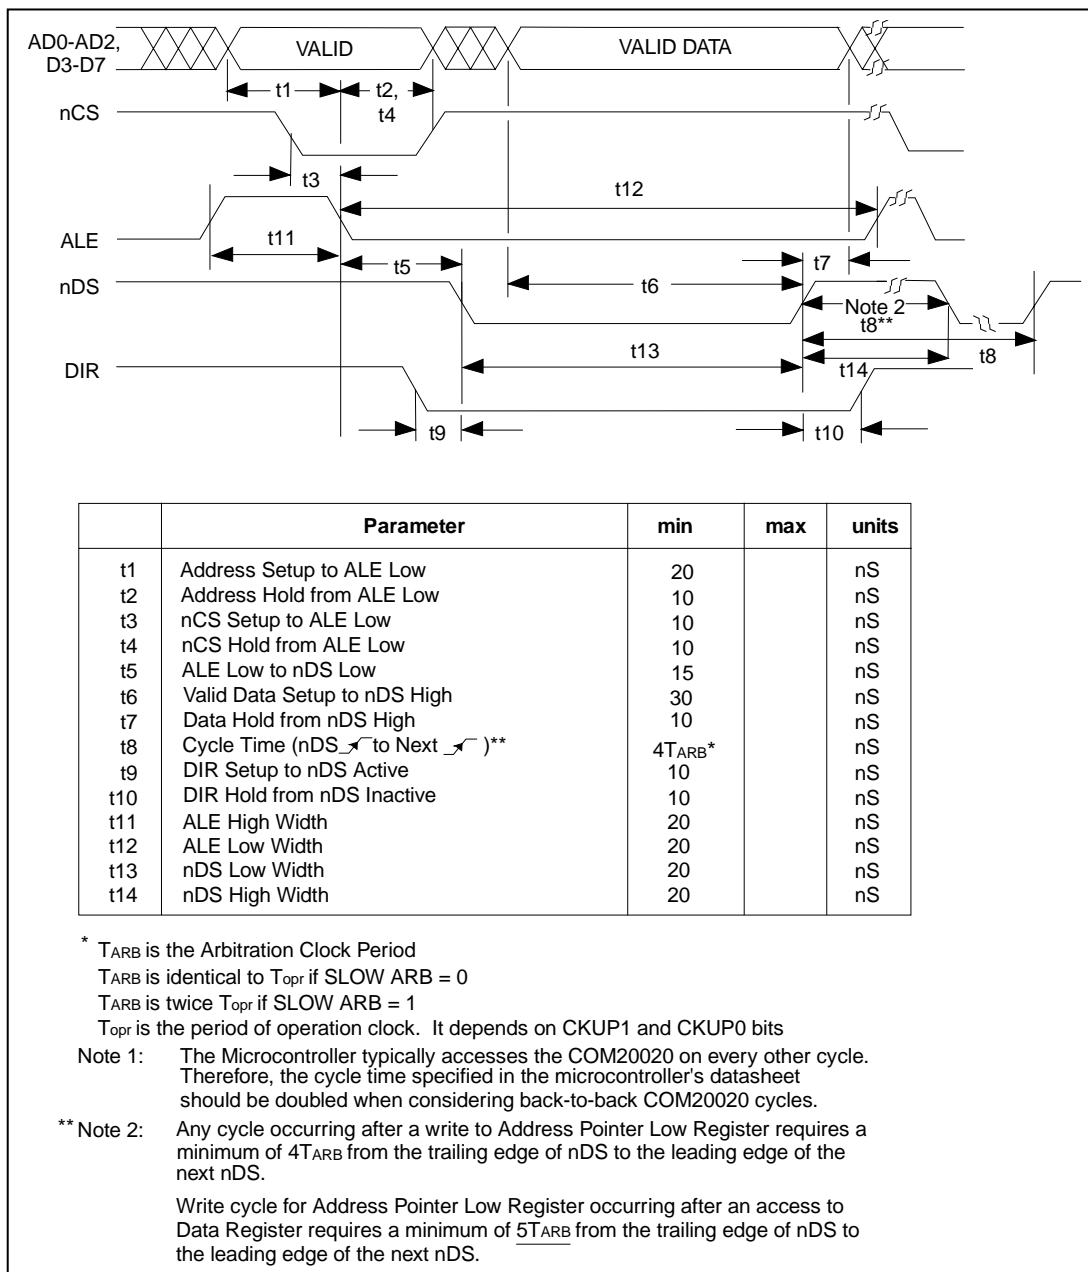 AD0-AD2,
D3-D7
VALID
VALID DATA
t1
t2,
t4
nCS
t3
t12
ALE
t11
t5
t7
nDS
t6
Note 2
t8**
t13
t8
DIR
t14
t9
t10
Parameter min max units
t1 Address Setup to ALE Low 20 nS
t2 Address Hold from ALE Low 10 nS
t3 nCS Setup to ALE Low 10 nS
t4 nCS Hold from ALE Low 10 nS
t5 ALE Low to nDS Low 15 nS
t6 Valid Data Setup to nDS High 30 nS
t7 Data Hold from nDS High 10 nS
t8 Cycle Time (nDS to Next )** 4TARB* nS
t9 DIR Setup to nDS Active 10 nS
t10 DIR Hold from nDS Inactive 10 nS
t11 ALE High Width 20 nS
t12 ALE Low Width 20 nS
t13 nDS Low Width 20 nS
t14 nDS High Width 20 nS
* TARB is the Arbitration Clock Period
TARB is identical to Topr if SLOW ARB = 0
TARB is twice Topr if SLOW ARB = 1
Topr is the period of operation clock. It depends on CKUP1 and CKUP0 bits
Note 1: The Microcontroller typically accesses the COM20020 on every other cycle.
Therefore, the cycle time specified in the microcontroller's datasheet
should be doubled when considering back-to-back COM20020 cycles.
** Note 2: Any cycle occurring after a write to Address Pointer Low Register requires a
minimum of 4TARB from the trailing edge of nDS to the leading edge of the
next nDS.
Write cycle for Address Pointer Low Register occurring after an access to
Data Register requires a minimum of 5TARB from the trailing edge of nDS to
the leading edge of the next nDS.